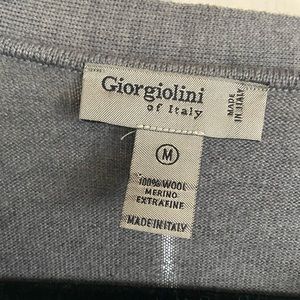 Giorgiolini
of Italy
MADE
IN ITALY
M
100% WOOL
MERINO
EXTRAFINE
MADE IN ITALY